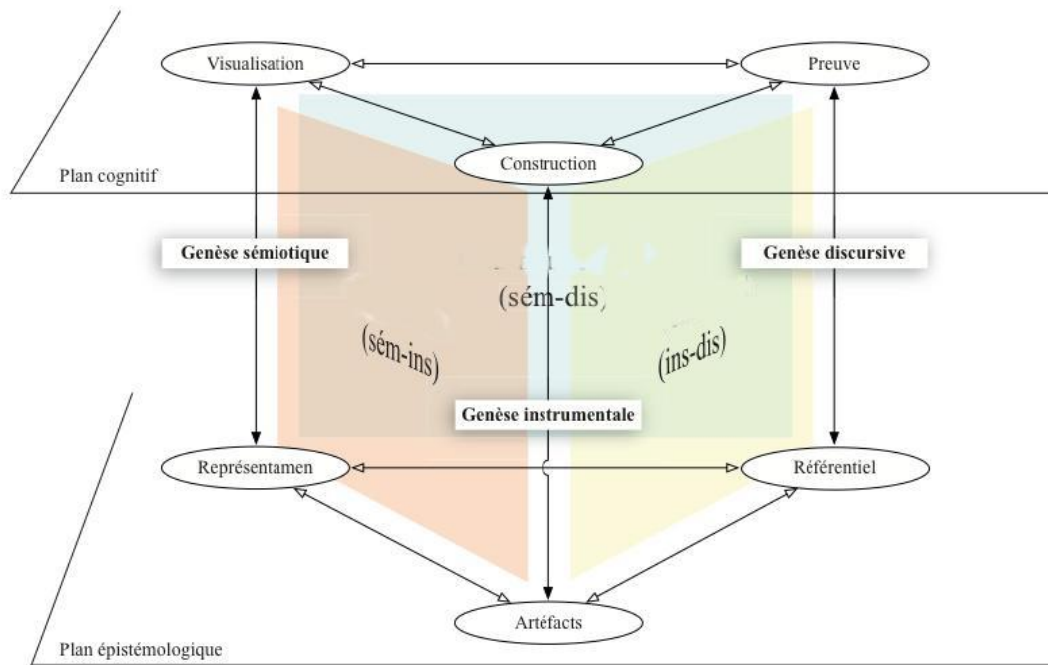 Visualisation
Preuve
Construction
Plan cognitif
Genèse sémiotique
Genèse discursive
(sém-dis)
(sém-ins)
(ins-dis)
Genèse instrumentale
Représentamen
Référentiel
Artéfacts
Plan épistémologique